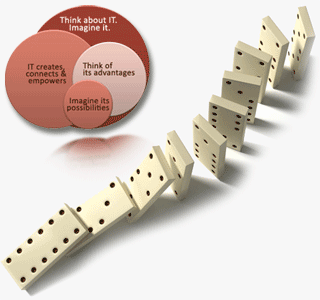 Think about IT.
Imagine it.
IT creates,
connects &
empowers
Think of
its advantages
Imagine its
possibilities